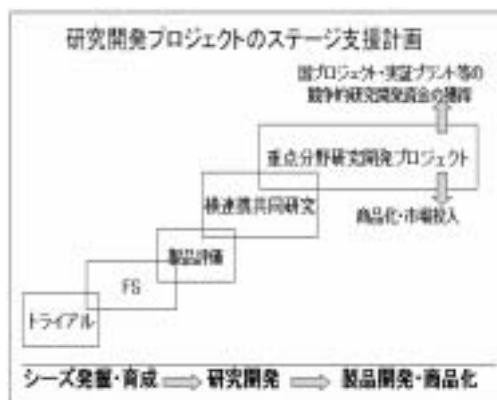 研究開発プロジェクトのステージ支援計画
国プロジェクト・実証プラント等の
競争的研究開発資金の獲得
重点分野研究開発プロジェクト
横連携共同研究
商品化・市場投入
製品評価
FS
トライアル
シーズ発掘・育成 研究開発 製品開発・商品化